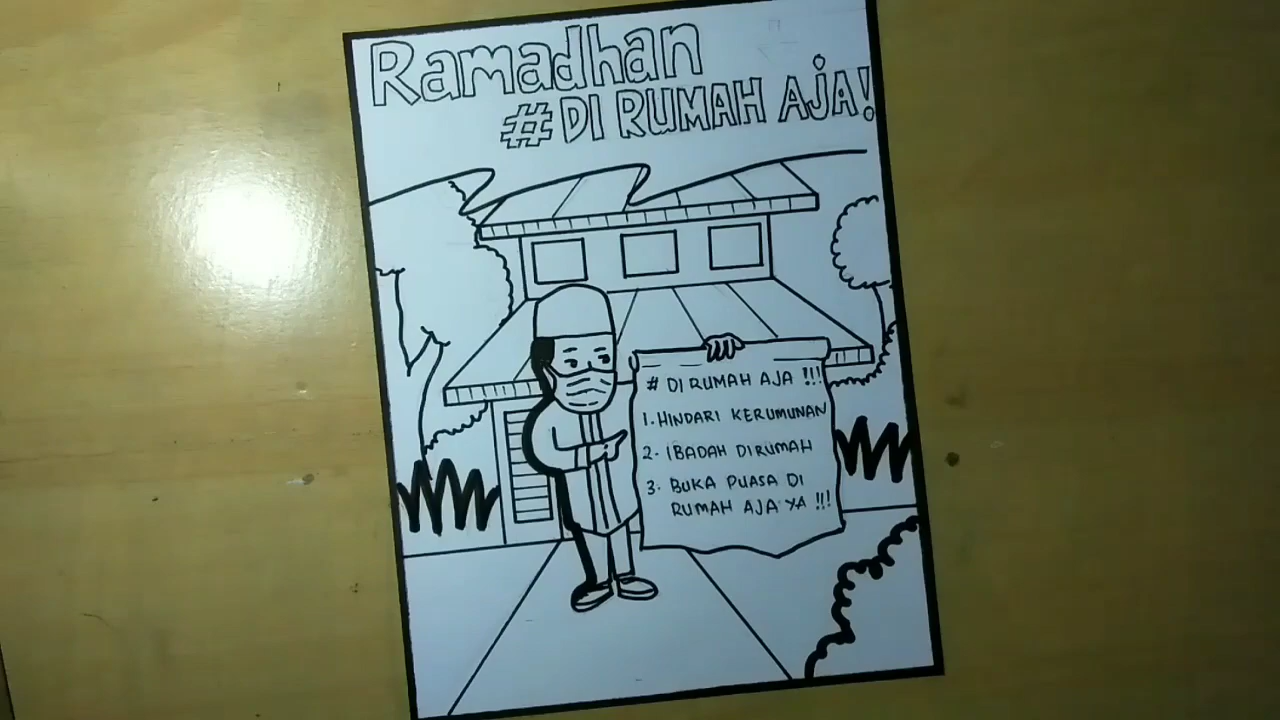 Ramadhan
# DI RUMAH AJA!
# DI RUMAH AJA !!!
1. HINDARI KERUMUNAN
2- IBADAH DIRUMAH
3. BUKA PUASA DI
RUMAH AJA YA !!!